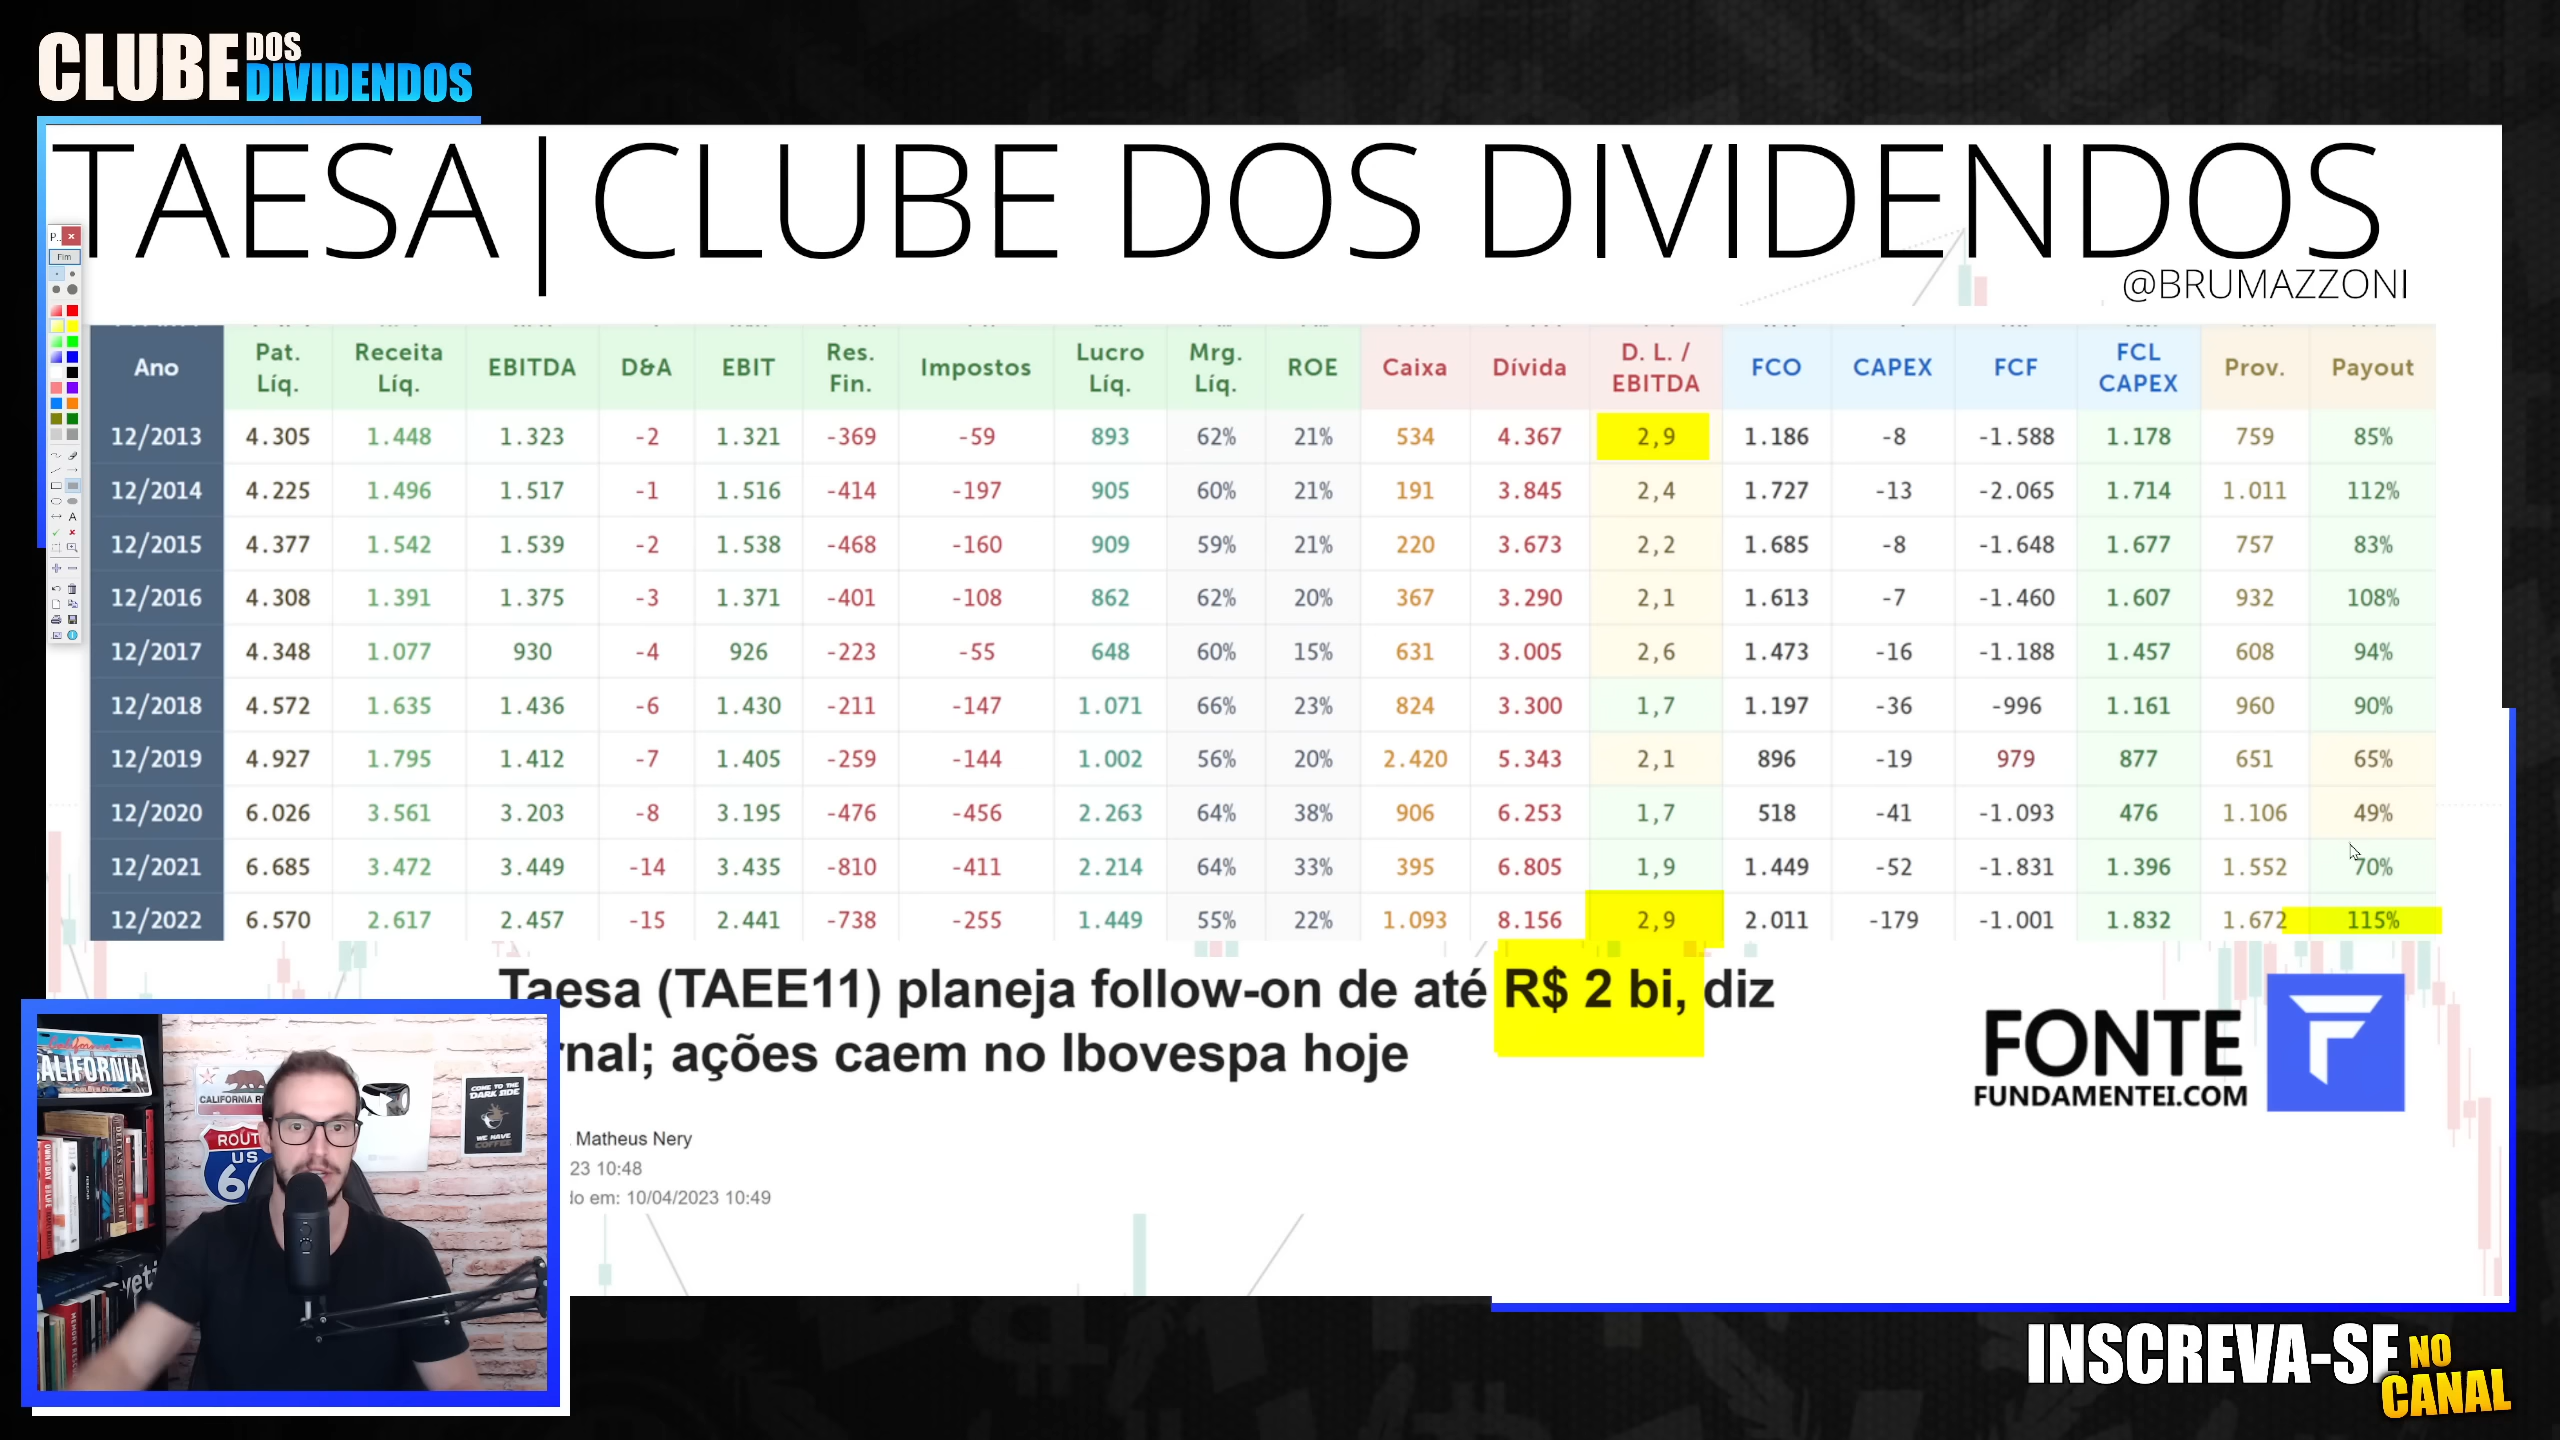 CLUBE DOS DIVIDENDOS
TAESA|CLUBE DOS DIVIDENDOS
@BRUMAZZONI
P..
Fim
A
Ano Pat. Líq. Receita Líq. EBITDA D&A EBIT Res. Fin. Impostos Lucro Líq. Mrg. Líq. ROE Caixa Dívida D. L. / EBITDA FCO CAPEX FCF FCL CAPEX Prov. Payout
12/2013 4.305 1.448 1.323 -2 1.321 -369 -59 893 62% 21% 534 4.367 2,9 1.186 -8 -1.588 1.178 759 85%
12/2014 4.225 1.496 1.517 -1 1.516 -414 -197 905 60% 21% 191 3.845 2,4 1.727 -13 -2.065 1.714 1.011 112%
12/2015 4.377 1.542 1.539 -2 1.538 -468 -160 909 59% 21% 220 3.673 2,2 1.685 -8 -1.648 1.677 757 83%
12/2016 4.308 1.391 1.375 -3 1.371 -401 -108 862 62% 20% 367 3.290 2,1 1.613 -7 -1.460 1.607 932 108%
12/2017 4.348 1.077 930 -4 926 -223 -55 648 60% 15% 631 3.005 2,6 1.473 -16 -1.188 1.457 608 94%
12/2018 4.572 1.635 1.436 -6 1.430 -211 -147 1.071 66% 23% 824 3.300 1,7 1.197 -36 -996 1.161 960 90%
12/2019 4.927 1.795 1.412 -7 1.405 -259 -144 1.002 56% 20% 2.420 5.343 2,1 896 -19 979 877 651 65%
12/2020 6.026 3.561 3.203 -8 3.195 -476 -456 2.263 64% 38% 906 6.253 1,7 518 -41 -1.093 476 1.106 49%
12/2021 6.685 3.472 3.449 -14 3.435 -810 -411 2.214 64% 33% 395 6.805 1,9 1.449 -52 -1.831 1.396 1.552 70%
12/2022 6.570 2.617 2.457 -15 2.441 -738 -255 1.449 55% 22% 1.093 8.156 2,9 2.011 -179 -1.001 1.832 1.672 115%
Taesa (TAEE11) planeja follow-on de até R$ 2 bi, diz
rnal; ações caem no Ibovespa hoje
Matheus Nery
23 10:48
do em: 10/04/2023 10:49
FONTE
FUNDAMENTEI.COM
California
ALIFORNIA
CALIFORNIA RE
ROUT
US
66
COME TO THE
DARK SIDE
WE HAVE
COFFEE
yeti
INSCREVA-SE NO CANAL